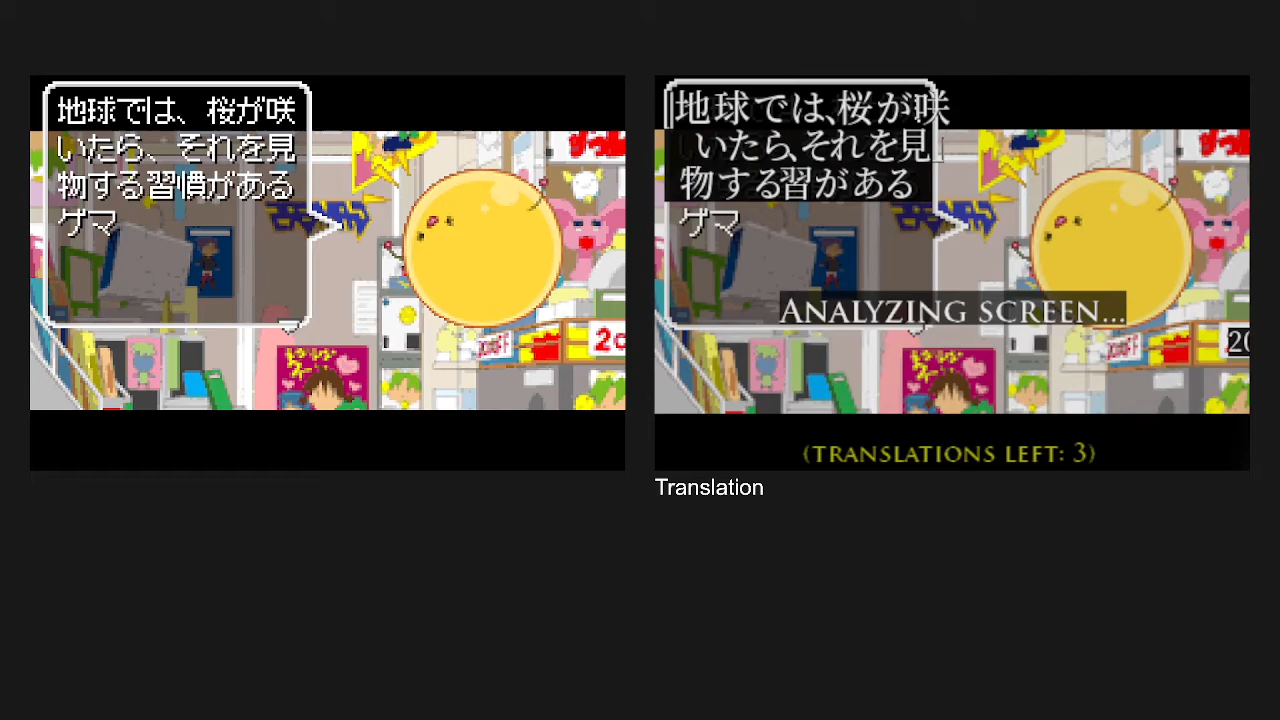 地球では、桜が咲
いたら、それを見
物する習慣がある
ゲマ
地球では、桜が咲
いたら、それを見
物する習がある
ゲマ
ANALYZING SCREEN...
20
(TRANSLATIONS LEFT: 3)
Translation